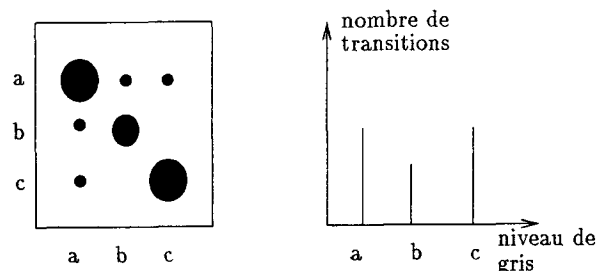 a
b
c
a b c
nombre de
transitions
a b c
niveau de
gris